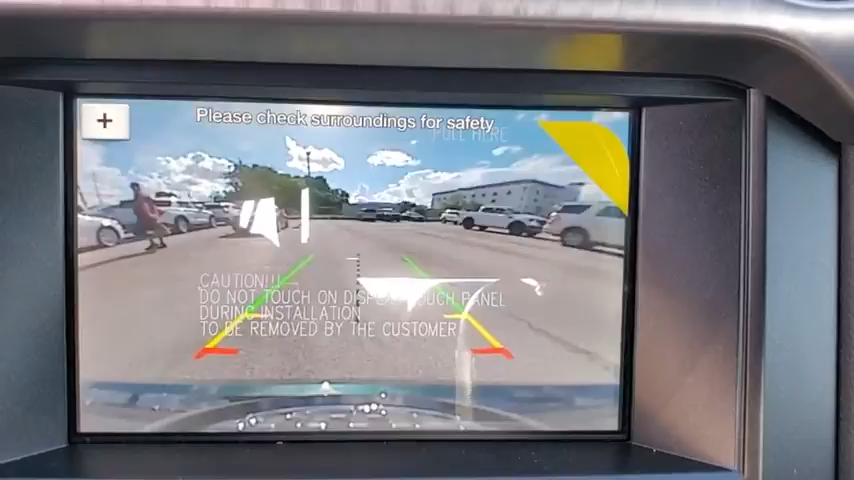 +
Please check surroundings for safety
PULL HERE
CAUTION!!!
DO NOT TOUCH ON DISPLAY/TOUCH PANEL
DURING INSTALLATION
TO BE REMOVED BY THE CUSTOMER